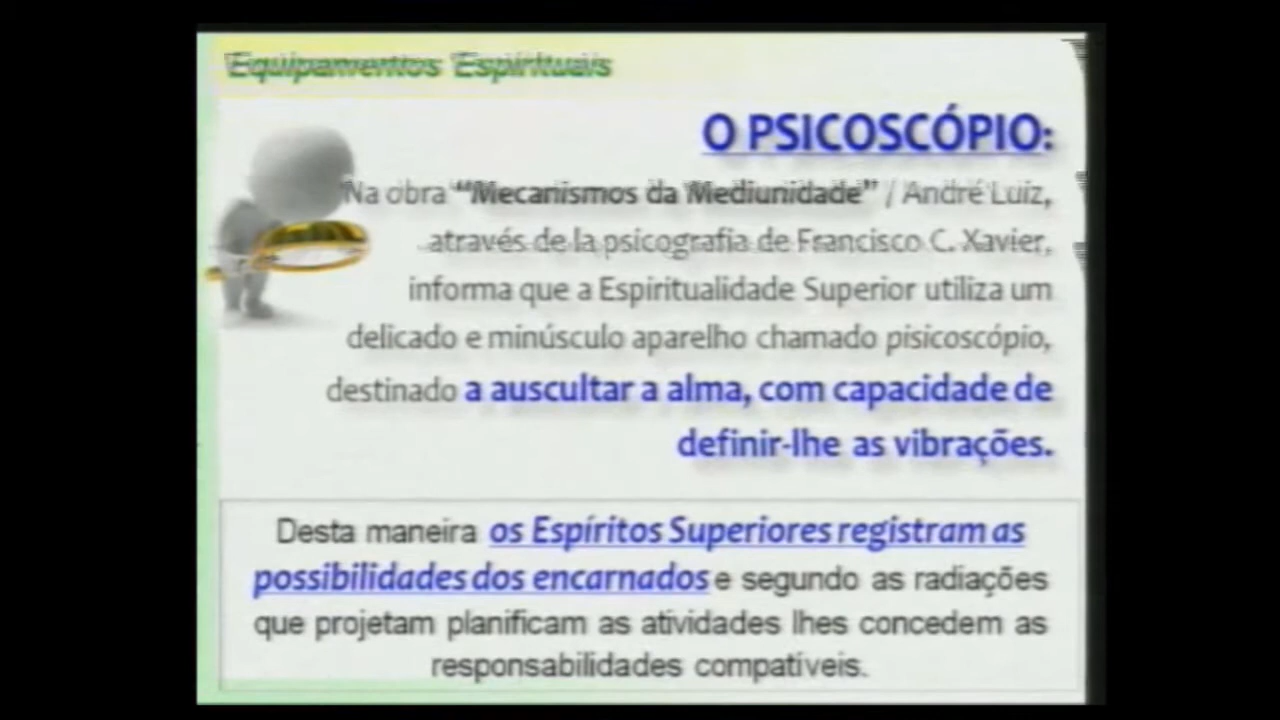 Equipamentos Espirituais
O PSICOSCÓPIO:
Na obra “Mecanismos da Mediunidade” / André Luiz,
através de la psicografia de Francisco C. Xavier,
informa que a Espiritualidade Superior utiliza um
delicado e minúsculo aparelho chamado pisicoscópio,
destinado a auscultar a alma, com capacidade de
definir-lhe as vibrações.
Desta maneira os Espíritos Superiores registram as
possibilidades dos encarnados e segundo as radiações
que projetam planificam as atividades lhes concedem as
responsabilidades compatíveis.